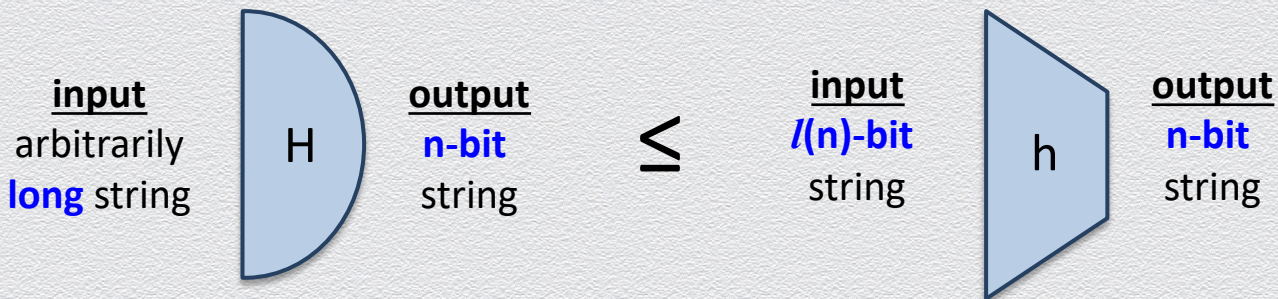 input
arbitrarily
long string
H
output
n-bit
string
≤
input
l(n)-bit
string
h
output
n-bit
string